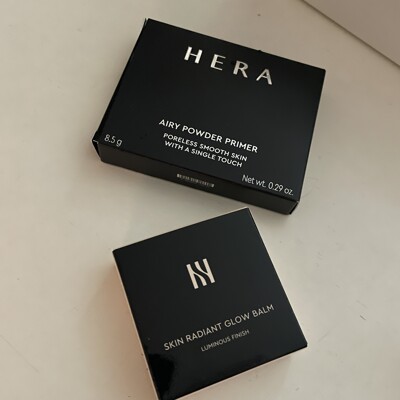 HERA
AIRY POWDER PRIMER
PORELESS SMOOTH SKIN
WITH A SINGLE TOUCH
8.5 g
Net wt. 0.29 oz.
SKIN RADIANT GLOW BALM
LUMINOUS FINISH